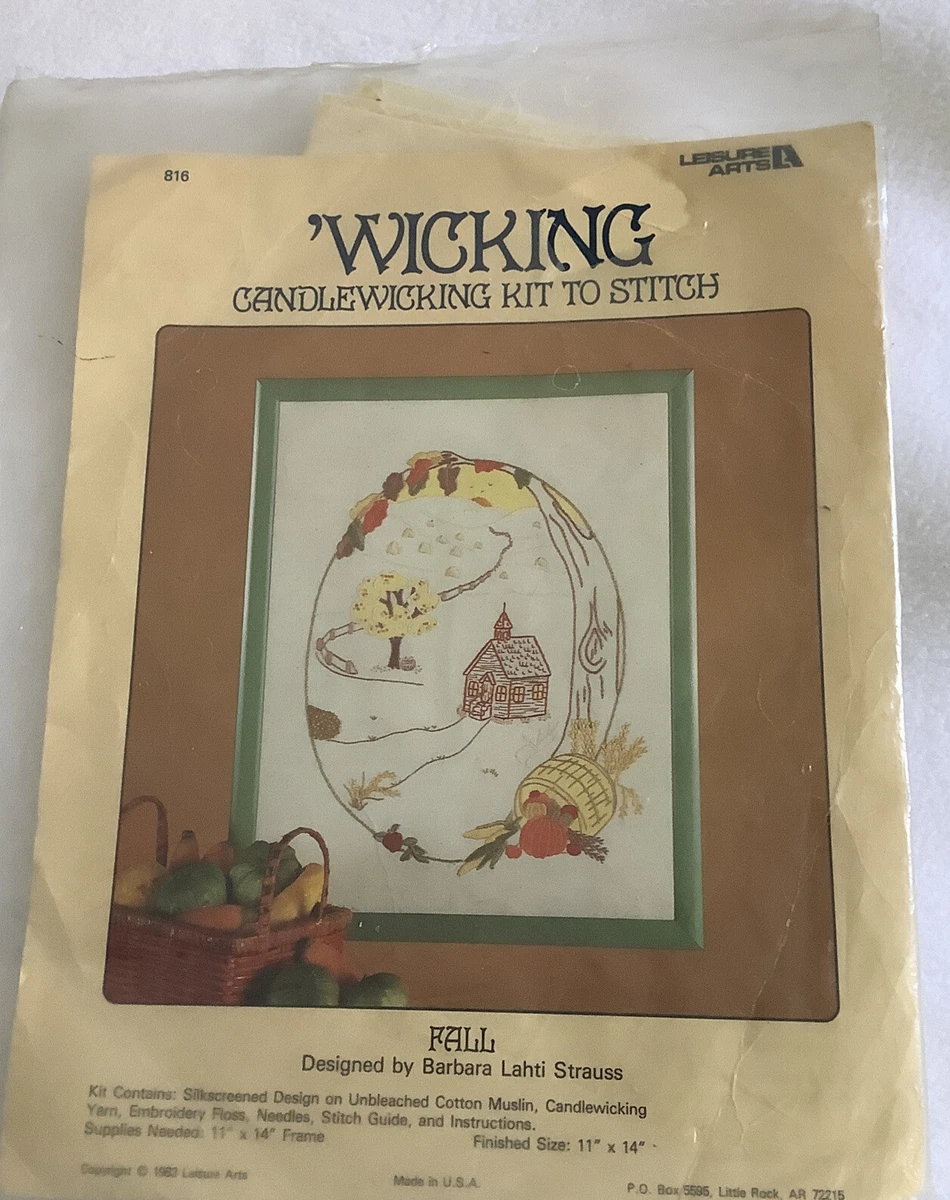 816
LEISURE
ARTS
'WICKING
CANDLEWICKING KIT TO STITCH
FALL
Designed by Barbara Lahti Strauss
Kit Contains: Silkscreened Design on Unbleached Cotton Muslin, Candlewicking
Yarn, Embroidery Floss, Needles, Stitch Guide, and Instructions.
Supplies Needed: 11" x 14" Frame
Finished Size: 11" x 14"
Copyright © 1982 Leisure Arts
Made in U.S.A.
P.O. Box 5595, Little Rock, AR 72215